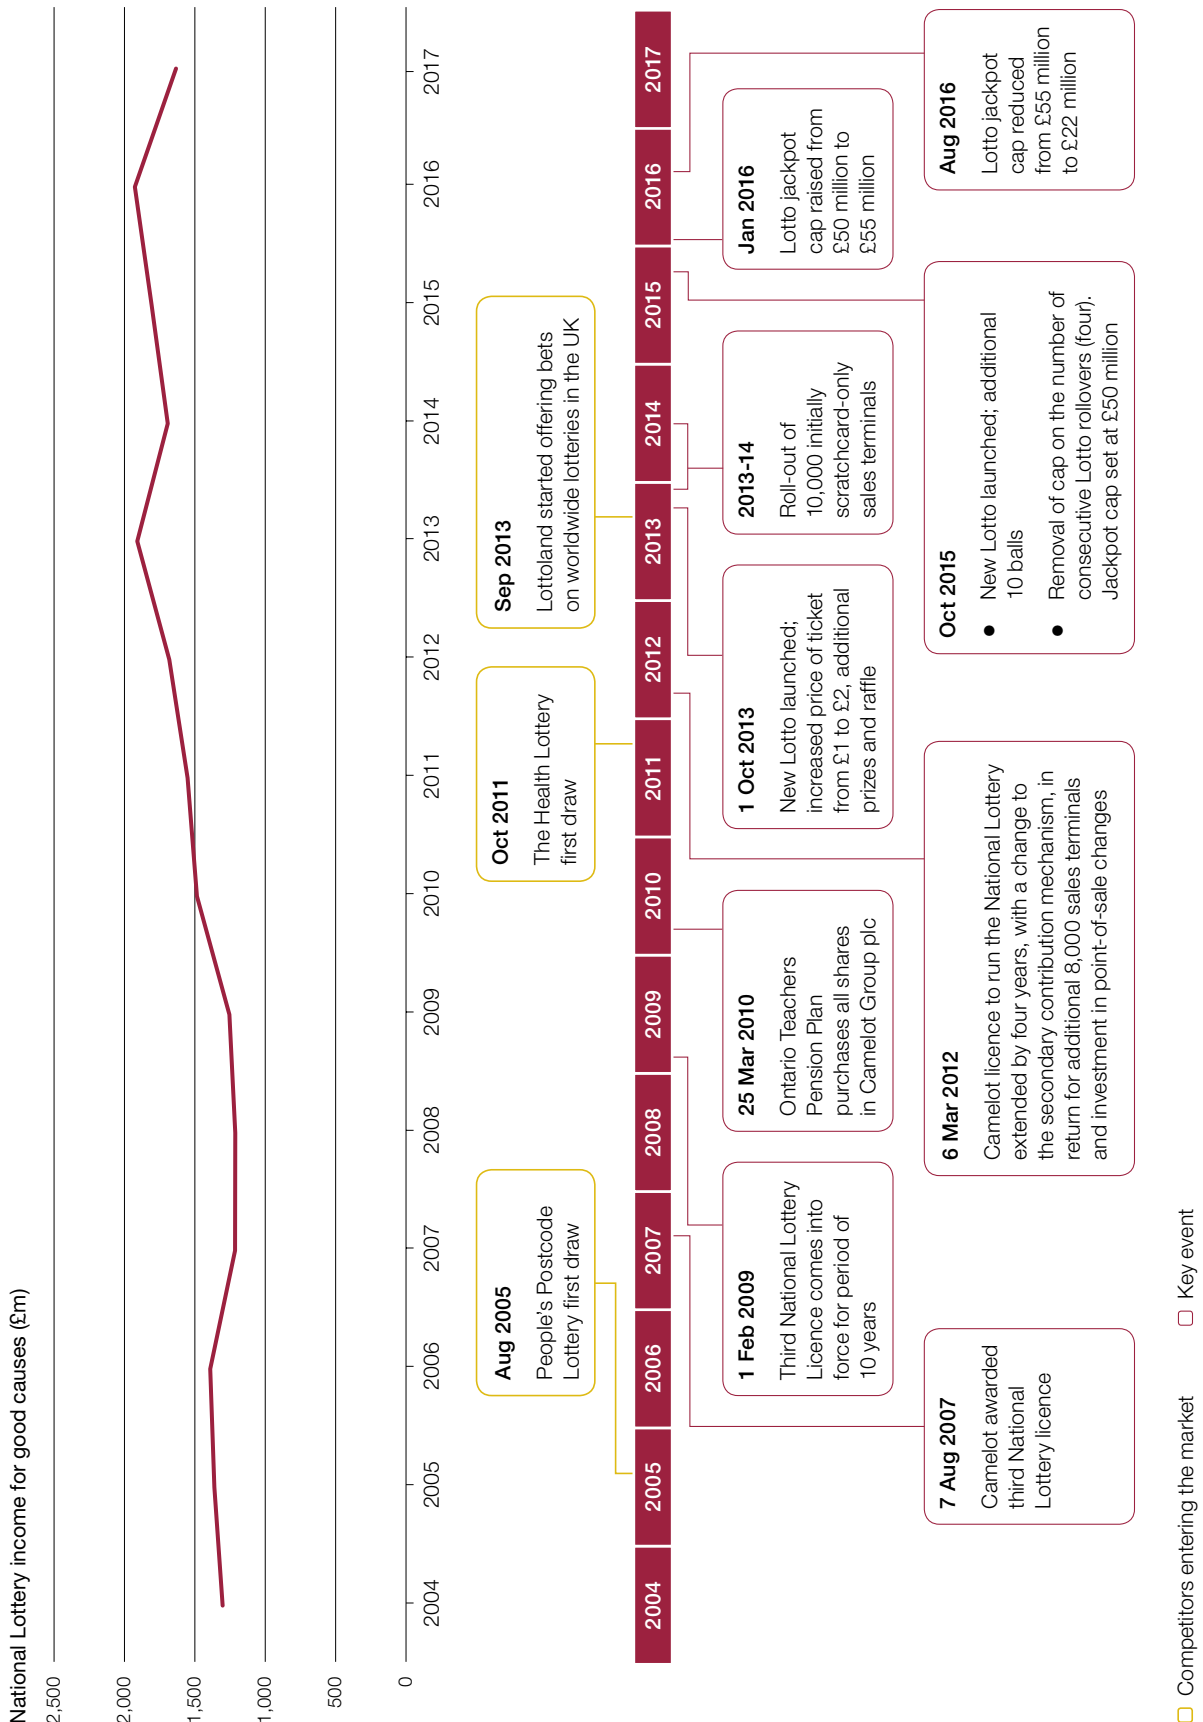 National Lottery income for good causes (£m)
2,500
2,000
1,500
1,000
500
0
2004
2005
2006
2007
2008
2009
2010
2011
2012
2013
2014
2015
2016
2017
Aug 2005
People's Postcode
Lottery first draw
Oct 2011
The Health Lottery
first draw
Sep 2013
Lottoland started offering bets
on worldwide lotteries in the UK
2004
2005
2006
2007
2008
2009
2010
2011
2012
2013
2014
2015
2016
2017
1 Feb 2009
Third National Lottery
Licence comes into
force for period of
10 years
25 Mar 2010
Ontario Teachers
Pension Plan
purchases all shares
in Camelot Group plc
1 Oct 2013
New Lotto launched;
increased price of ticket
from £1 to £2, additional
prizes and raffle
2013-14
Roll-out of
10,000 initially
scratchcard-only
sales terminals
Jan 2016
Lotto jackpot
cap raised from
£50 million to
£55 million
7 Aug 2007
Camelot awarded
third National
Lottery licence
6 Mar 2012
Camelot licence to run the National Lottery
extended by four years, with a change to
the secondary contribution mechanism, in
return for additional 8,000 sales terminals
and investment in point-of-sale changes
Oct 2015
● New Lotto launched; additional
10 balls
● Removal of cap on the number of
consecutive Lotto rollovers (four).
Jackpot cap set at £50 million
Aug 2016
Lotto jackpot
cap reduced
from £55 million
to £22 million
Competitors entering the market
Key event